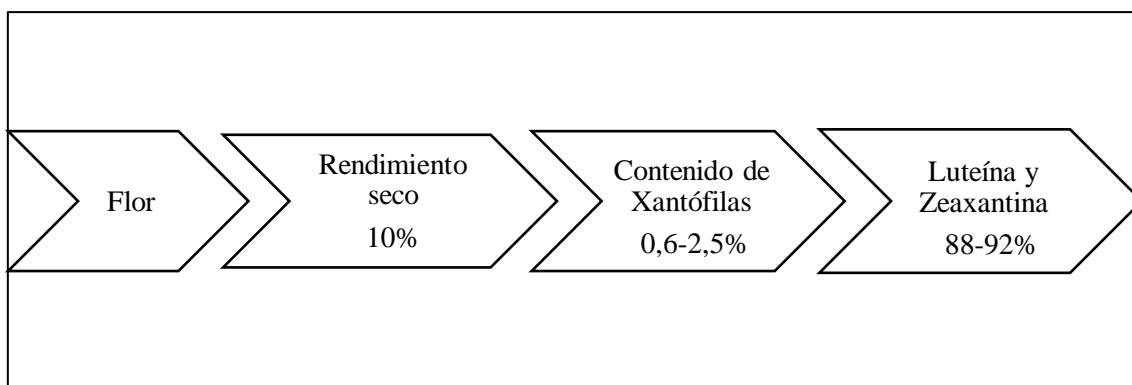 Flor
Rendimiento
seco
10%
Contenido de
Xantófilas
0,6-2,5%
Luteína y
Zeaxantina
88-92%